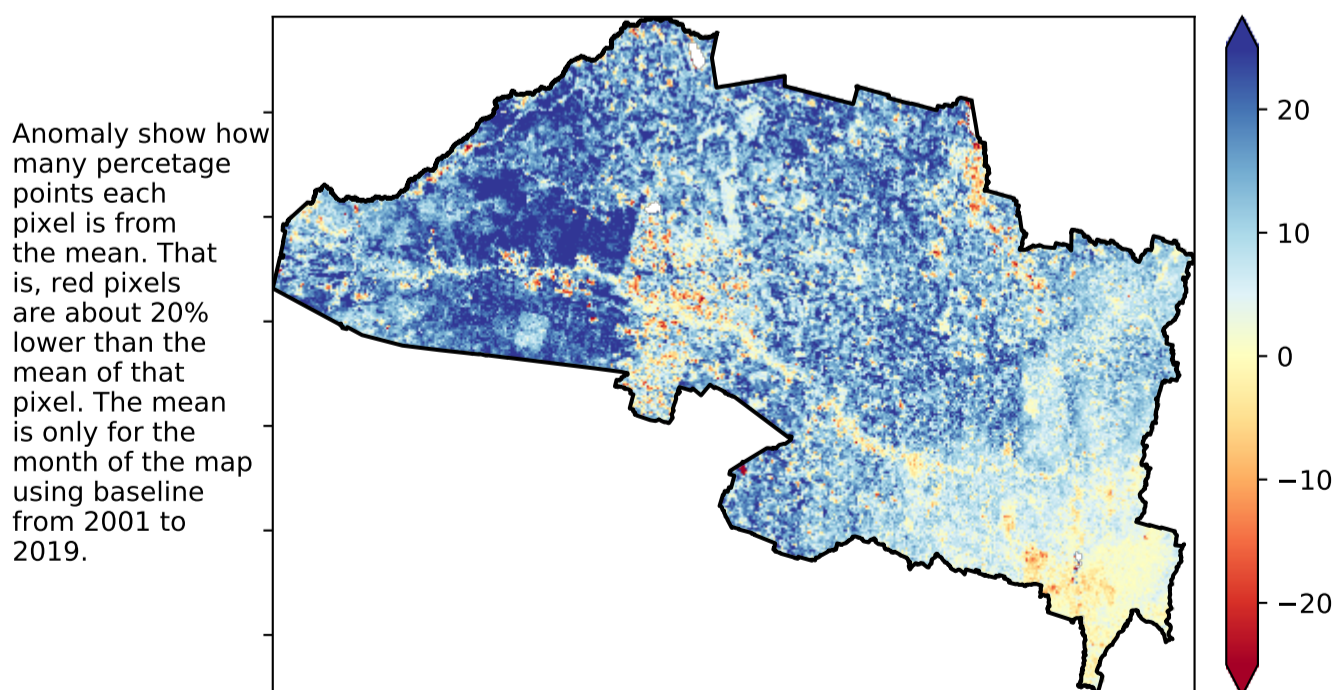 Anomaly show how
many percetage
points each
pixel is from
the mean. That
is, red pixels
are about 20%
lower than the
mean of that
pixel. The mean
is only for the
month of the map
using baseline
from 2001 to
2019.
20
10
0
−10
−20